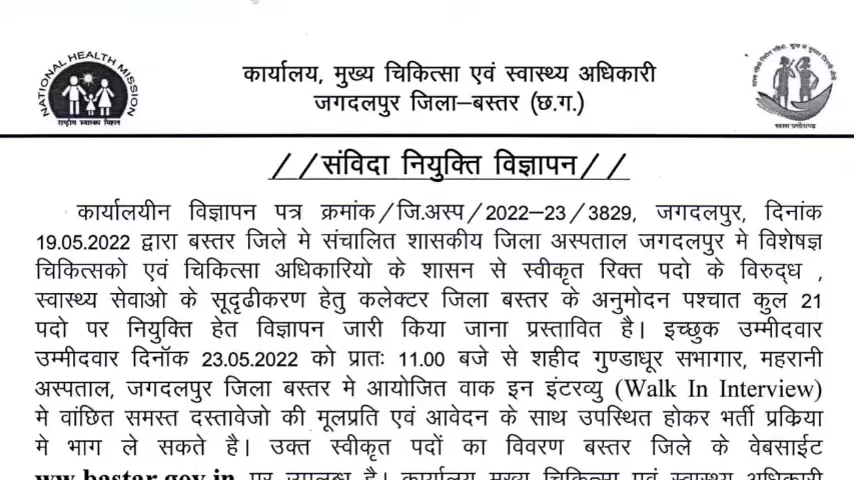 NATIONAL HEALTH MISSION
राष्ट्रीय स्वास्थ्य मिशन
कार्यालय, मुख्य चिकित्सा एवं स्वास्थ्य अधिकारी
जगदलपुर जिला–बस्तर (छ.ग.)
//संविदा नियुक्ति विज्ञापन//
कार्यालयीन विज्ञापन पत्र क्रमांक/जि.अस्प/2022–23/3829, जगदलपुर, दिनांक
19.05.2022 द्वारा बस्तर जिले मे संचालित शासकीय जिला अस्पताल जगदलपुर मे विशेषज्ञ
चिकित्सको एवं चिकित्सा अधिकारियो के शासन से स्वीकृत रिक्त पदो के विरुद्ध ,
स्वास्थ्य सेवाओ के सूदृढीकरण हेतु कलेक्टर जिला बस्तर के अनुमोदन पश्चात कुल 21
पदो पर नियुक्ति हेत विज्ञापन जारी किया जाना प्रस्तावित है। इच्छुक उम्मीदवार
उम्मीदवार दिनॉक 23.05.2022 को प्रातः 11.00 बजे से शहीद गुण्डाधूर सभागार, महरानी
अस्पताल, जगदलपुर जिला बस्तर मे आयोजित वाक इन इंटरव्यु (Walk In Interview)
मे वांछित समस्त दस्तावेजो की मूलप्रति एवं आवेदन के साथ उपस्थित होकर भर्ती प्रक्रिया
मे भाग ले सकते है। उक्त स्वीकृत पदों का विवरण बस्तर जिले के वेबसाईट
ww.bastar.gov.in पर उपलब्ध है। कार्यालय मुख्य चिकित्सा एवं स्वास्थ्य अधिकारी